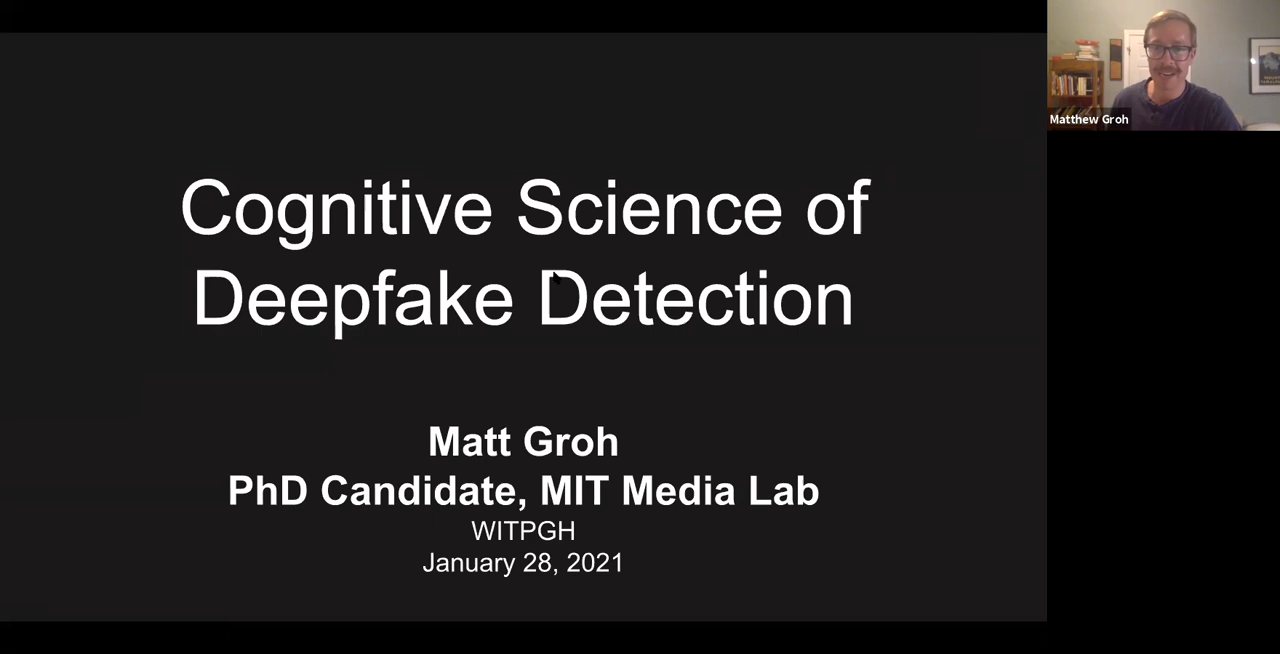 Cognitive Science of
Deepfake Detection
Matt Groh
PhD Candidate, MIT Media Lab
WITPGH
January 28, 2021
Matthew Groh